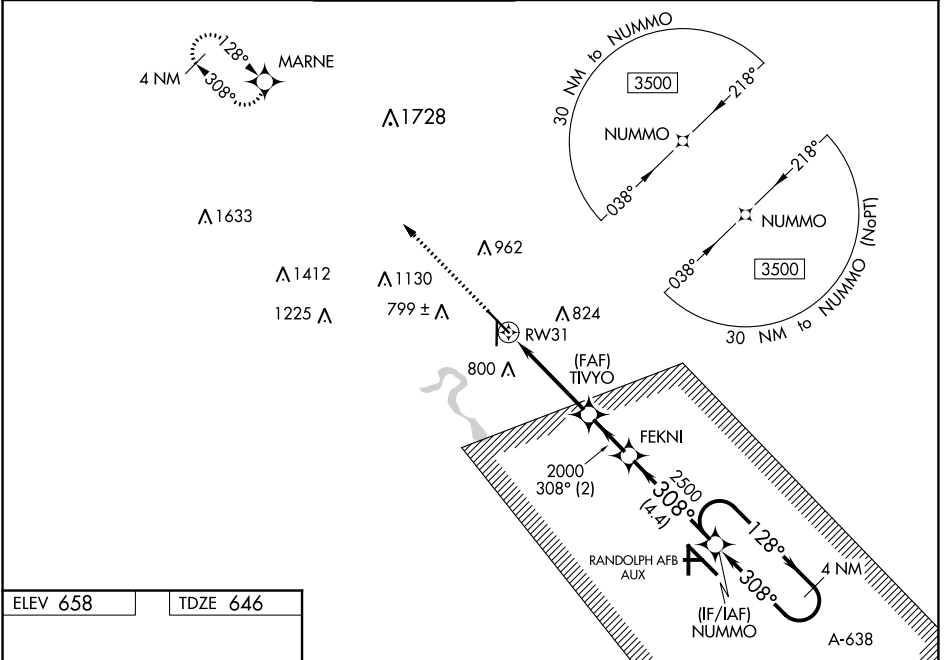 128°
MARNE
4 NM
308°
1728
30 NM to NUMMO
3500
218°
NUMMO
038°
218°
NUMMO
038°
3500
30 NM to NUMMO (NoPT)
1633
962
1412
1130
1225
799 ±
824
RW31
800
(FAF)
TIVYO
FEKNI
2000
308° (2)
2500
308°
(4.4)
128°
RANDOLPH AFB
AUX
4 NM
308°
(IF/IAF)
NUMMO
A-638
ELEV 658
TDZE 646